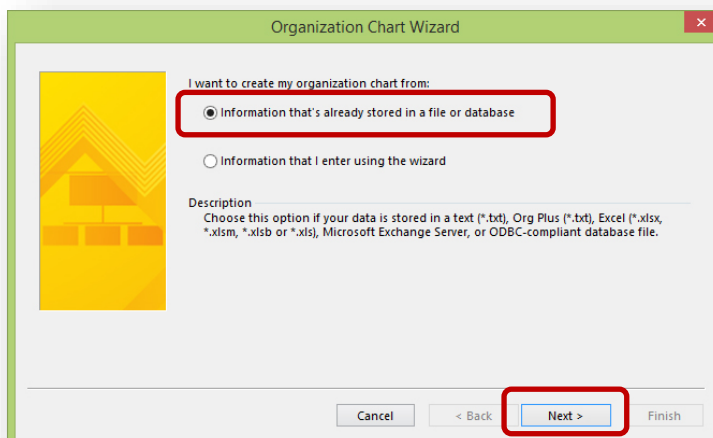 Organization Chart Wizard
I want to create my organization chart from:
Information that's already stored in a file or database
Information that I enter using the wizard
Description
Choose this option if your data is stored in a text (*.txt), Org Plus (*.txt), Excel (*.xlsx,
*.xlsm, *.xlsb or *.xls), Microsoft Exchange Server, or ODBC-compliant database file.
Cancel < Back Next > Finish